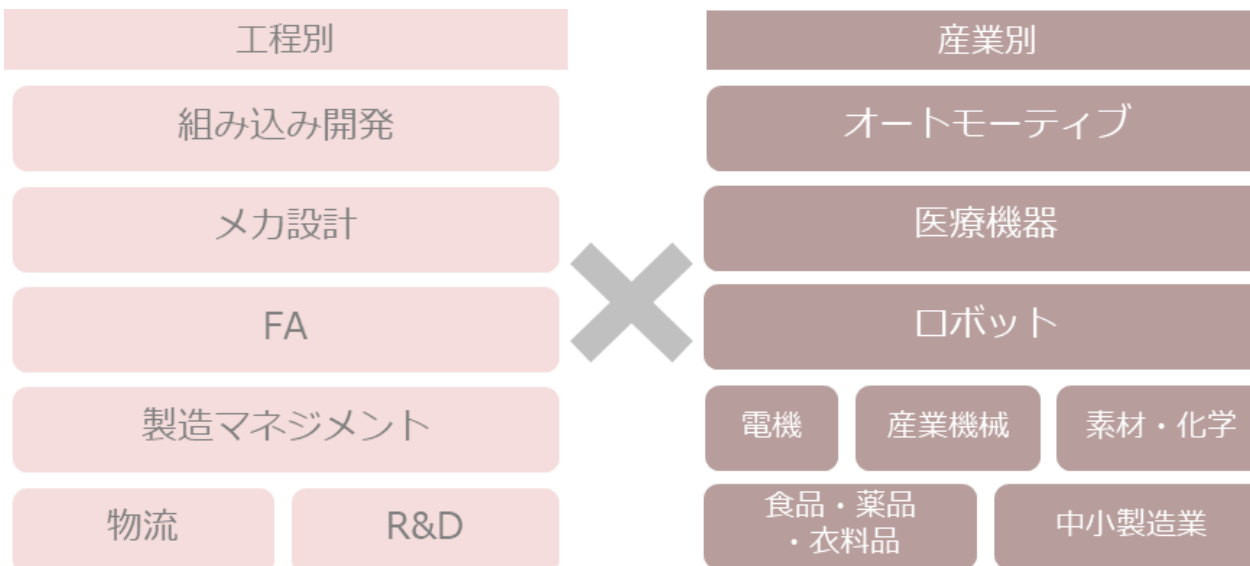 工程別
組み込み開発
メカ設計
FA
製造マネジメント
物流
R&D
産業別
オートモーティブ
医療機器
ロボット
電機
産業機械
素材・化学
食品・薬品
・衣料品
中小製造業